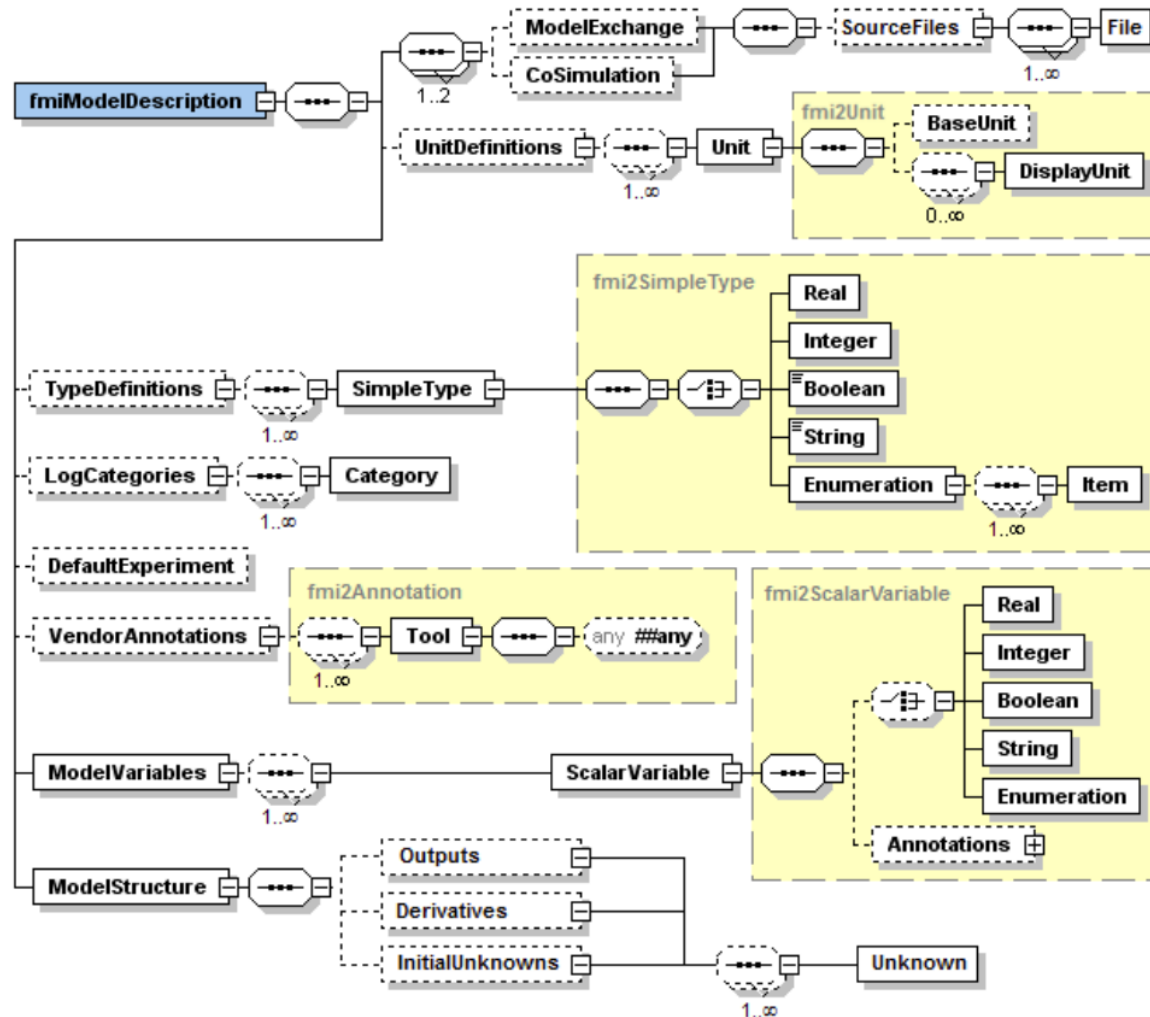 ModelExchange
SourceFiles
File
CoSimulation
1..2
1..∞
fmiModelDescription
fmi2Unit
BaseUnit
UnitDefinitions
Unit
1..∞
DisplayUnit
0..∞
fmi2SimpleType
Real
Integer
TypeDefinitions
SimpleType
Boolean
1..∞
String
LogCategories
Category
Enumeration
Item
1..∞
1..∞
DefaultExperiment
fmi2Annotation
fmi2ScalarVariable
Real
VendorAnnotations
Tool
any ##any
Integer
1..∞
Boolean
String
ModelVariables
ScalarVariable
Enumeration
1..∞
Annotations
Outputs
ModelStructure
Derivatives
InitialUnknowns
Unknown
1..∞